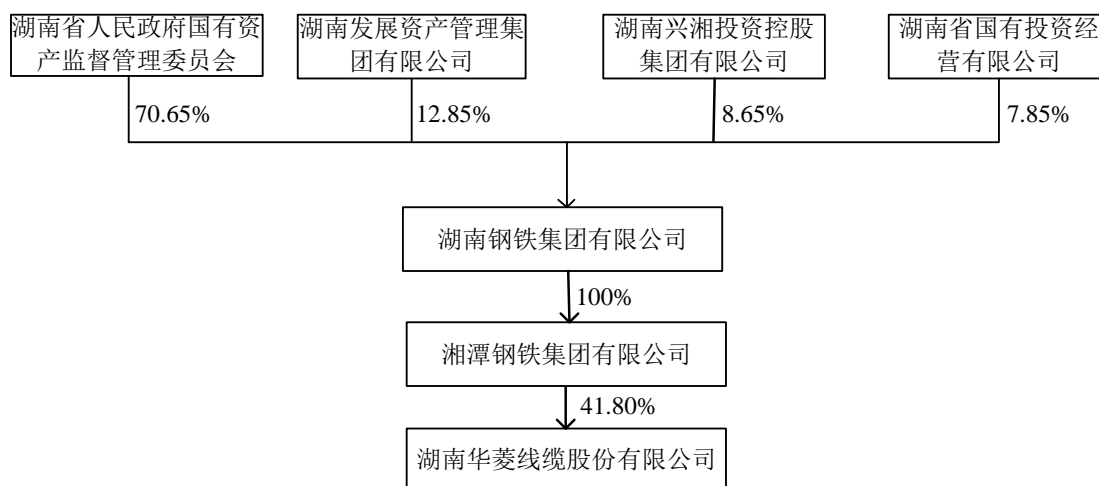 湖南省人民政府国有资
产监督管理委员会
湖南发展资产管理集
团有限公司
湖南兴湘投资控股
集团有限公司
湖南省国有投资经
营有限公司
70.65%
12.85%
8.65%
7.85%
湖南钢铁集团有限公司
100%
湘潭钢铁集团有限公司
41.80%
湖南华菱线缆股份有限公司